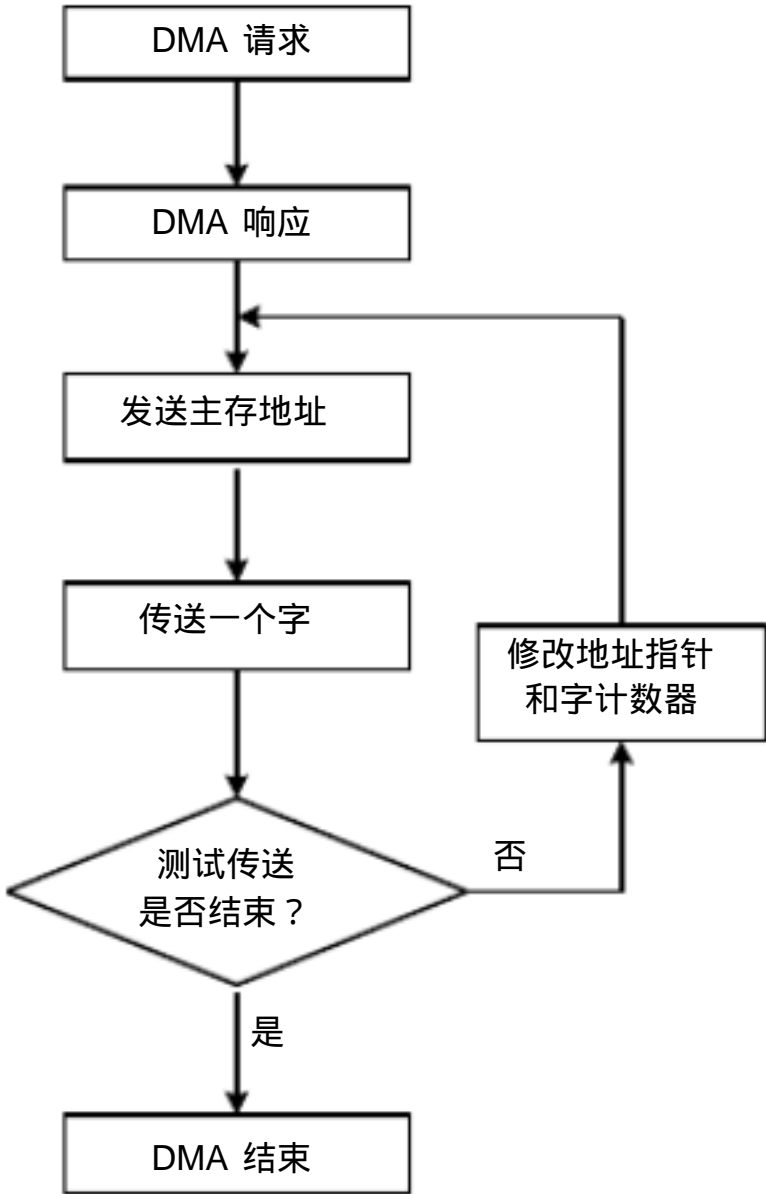 DMA 请求
DMA 响应
发送主存地址
传送一个字
修改地址指针
和字计数器
测试传送
是否结束？
否
是
DMA 结束